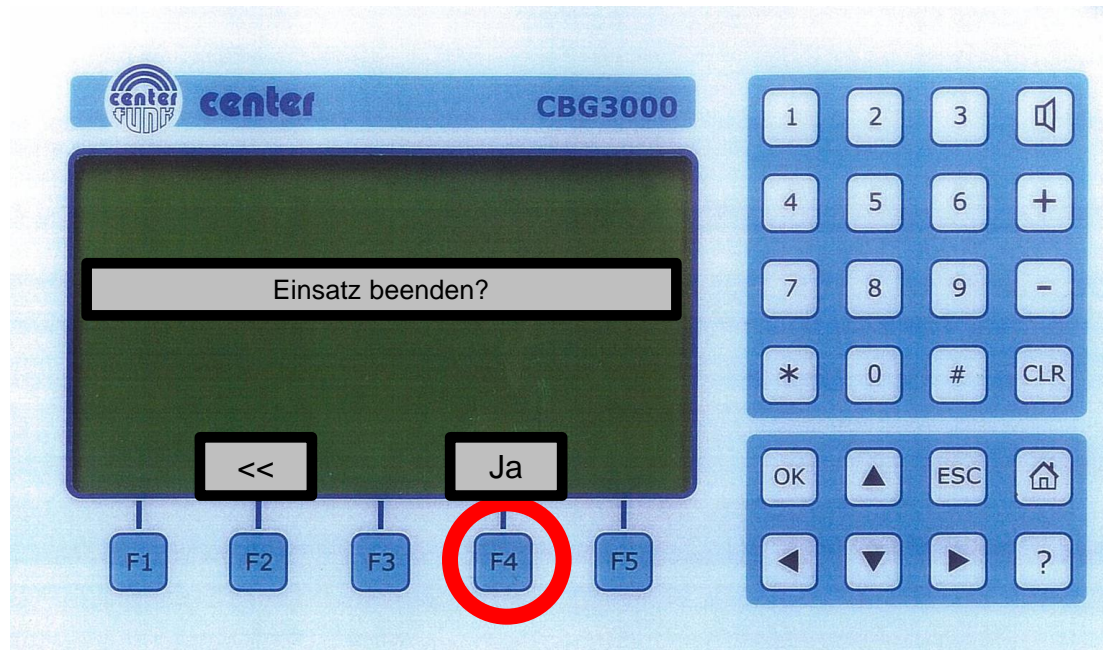 center
FUNK
center
CBG3000
Einsatz beenden?
<<
Ja
F1
F2
F3
F4
F5
1
2
3
4
5
6
+
7
8
9
-
*
0
#
CLR
OK
▲
ESC
◀
▼
▶
?